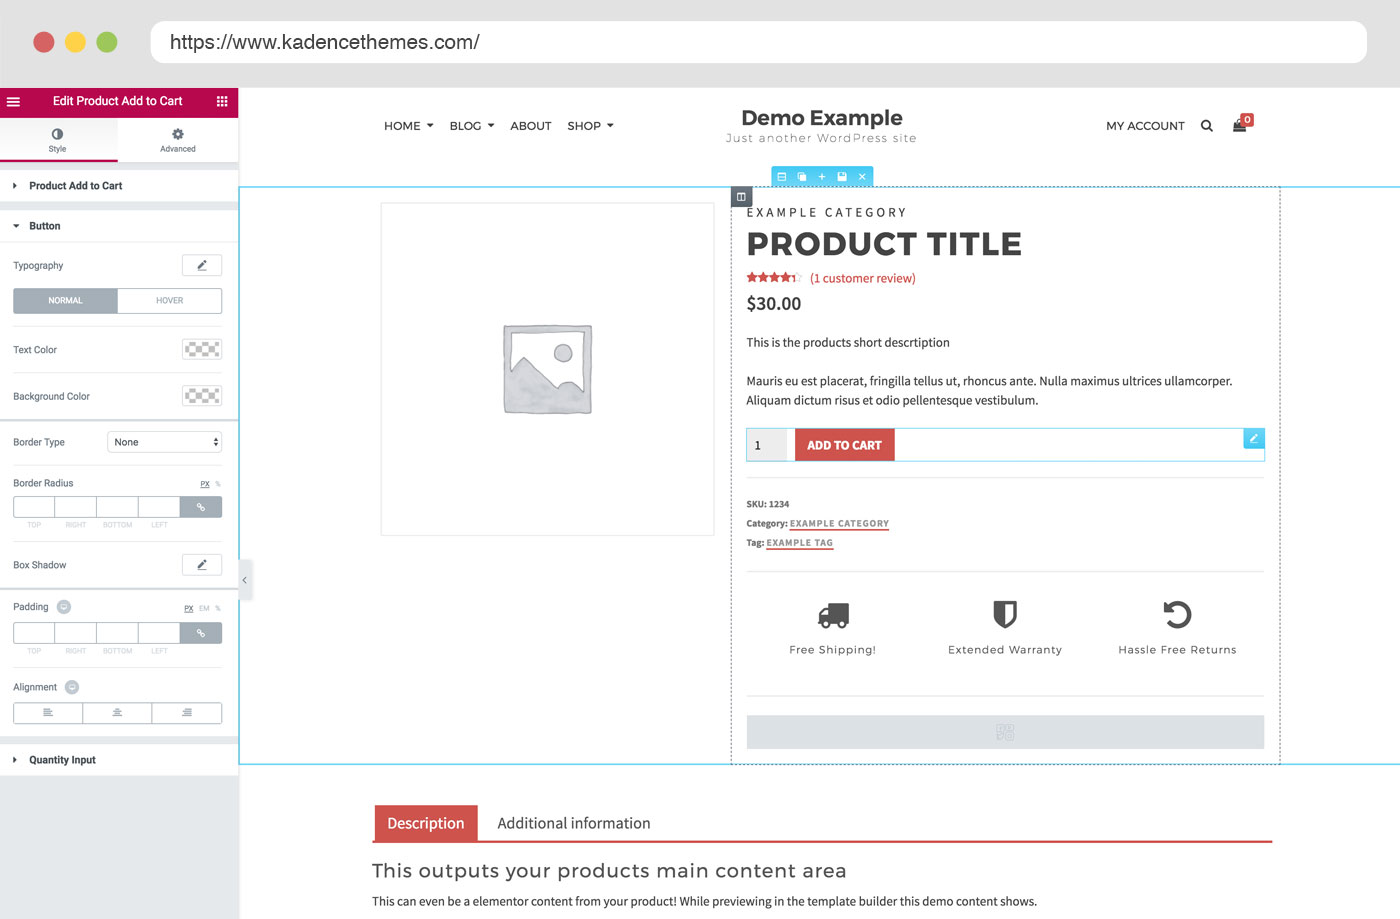 https://www.kadencethemes.com/
Edit Product Add to Cart
Style
Advanced
Product Add to Cart
Button
Typography
NORMAL
HOVER
Text Color
Background Color
Border Type
None
Border Radius
PX %
TOP RIGHT BOTTOM LEFT
Box Shadow
Padding
PX EM %
TOP RIGHT BOTTOM LEFT
Alignment
Quantity Input
HOME BLOG ABOUT SHOP
Demo Example
Just another WordPress site
MY ACCOUNT
0
EXAMPLE CATEGORY
PRODUCT TITLE
(1 customer review)
$30.00
This is the products short descrtiption
Mauris eu est placerat, fringilla tellus ut, rhoncus ante. Nulla maximus ultrices ullamcorper.
Aliquam dictum risus et odio pellentesque vestibulum.
1
ADD TO CART
SKU: 1234
Category: EXAMPLE CATEGORY
Tag: EXAMPLE TAG
Free Shipping!
Extended Warranty
Hassle Free Returns
Description
Additional information
This outputs your products main content area
This can even be a elementor content from your product! While previewing in the template builder this demo content shows.